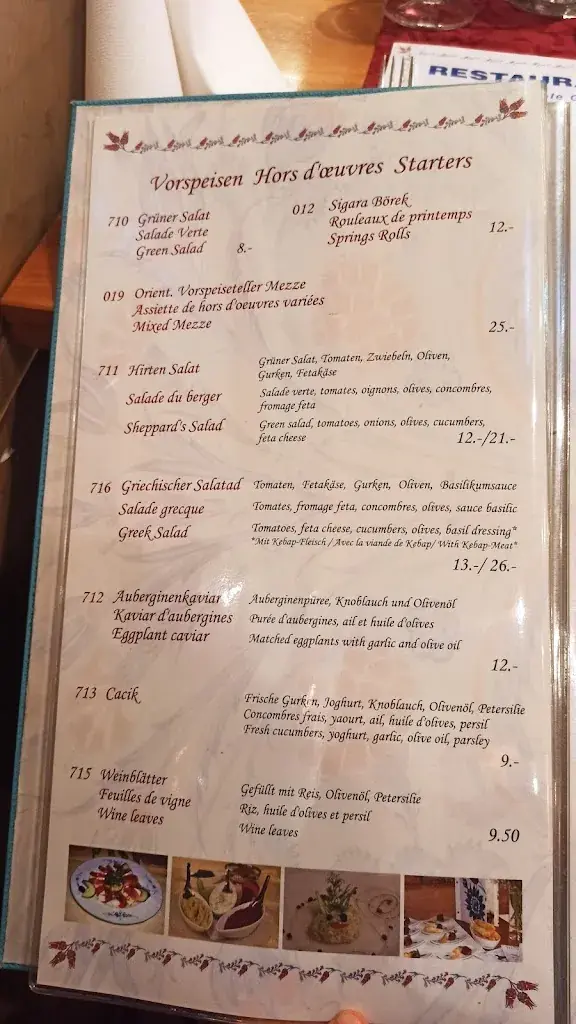 RESTAURA
Vorspeisen Hors d'œuvres Starters
710 Grüner Salat
Salade Verte
Green Salad 8.-
012 Sigara Börek
Rouleaux de printemps
Springs Rolls 12.-
019 Orient. Vorspeiseteller Mezze
Assiette de hors d'oeuvres variées
Mixed Mezze
25.-
711 Hirten Salat
Grüner Salat, Tomaten, Zwiebeln, Oliven,
Gurken, Fetakäse
Salade du berger
Salade verte, tomates, oignons, olives, concombres,
fromage feta
Sheppard's Salad
Green salad, tomatoes, onions, olives, cucumbers,
feta cheese
12.-/21.-
716 Griechischer Salatad Tomaten, Fetakäse, Gurken, Oliven, Basilikumsauce
Salade grecque Tomates, fromage feta, concombres, olives, sauce basilic
Greek Salad Tomatoes, feta cheese, cucumbers, olives, basil dressing*
*Mit Kebap-Fleisch / Avec la viande de Kebap/ With Kebap-Meat*
13.-/ 26.-
712 Auberginenkaviar Auberginenpüree, Knoblauch und Olivenöl
Kaviar d'aubergines Purée d'aubergines, ail et huile d'olives
Eggplant caviar Matched eggplants with garlic and olive oil
12.-
713 Cacik Frische Gurken, Joghurt, Knoblauch, Olivenöl, Petersilie
Concombres frais, yaourt, ail, huile d'olives, persil
Fresh cucumbers, yoghurt, garlic, olive oil, parsley
9.-
715 Weinblätter Gefüllt mit Reis, Olivenöl, Petersilie
Feuilles de vigne Riz, huile d'olives et persil
Wine leaves Wine leaves
9.50